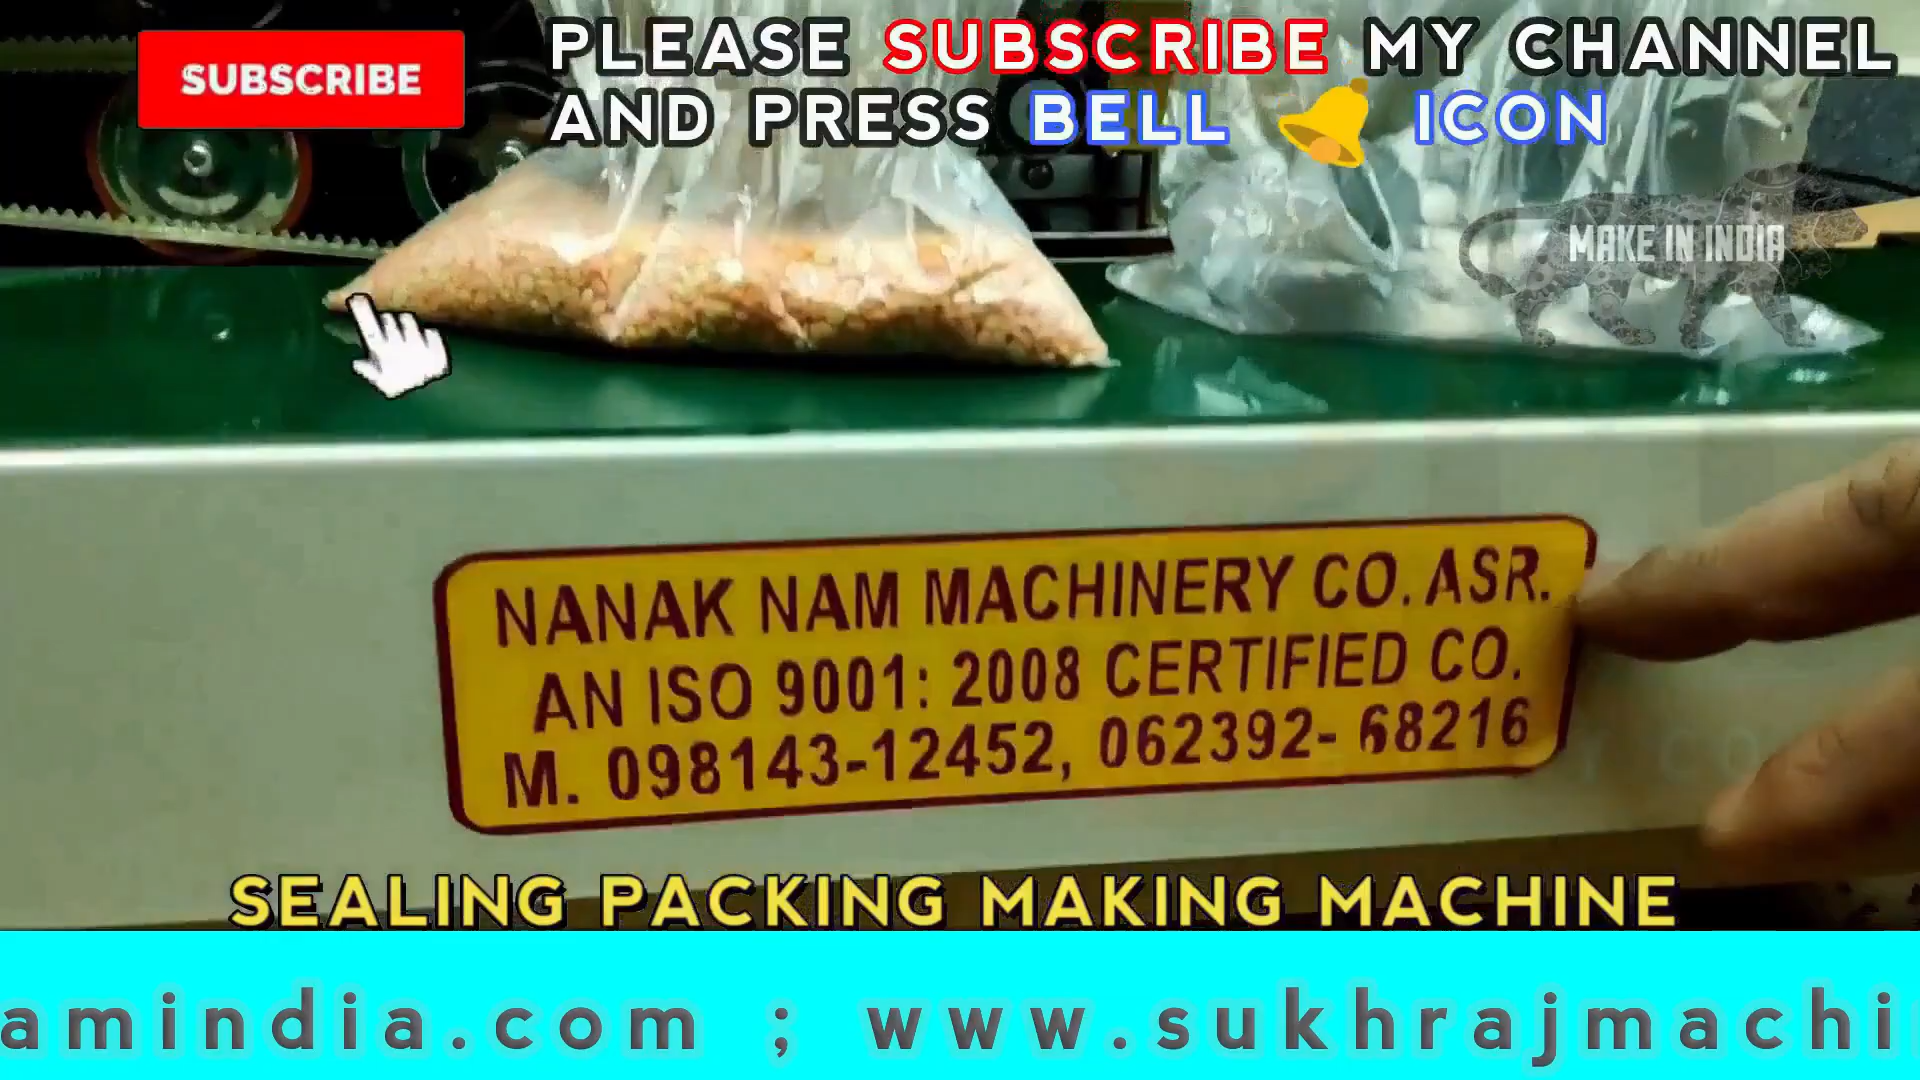 SUBSCRIBE
PLEASE SUBSCRIBE MY CHANNEL
AND PRESS BELL ICON
MAKE IN INDIA
NANAK NAM MACHINERY CO. ASR.
AN ISO 9001: 2008 CERTIFIED CO.
M. 098143-12452, 062392- 68216
SEALING PACKING MAKING MACHINE
amindia.com ; www.sukhrajmachi